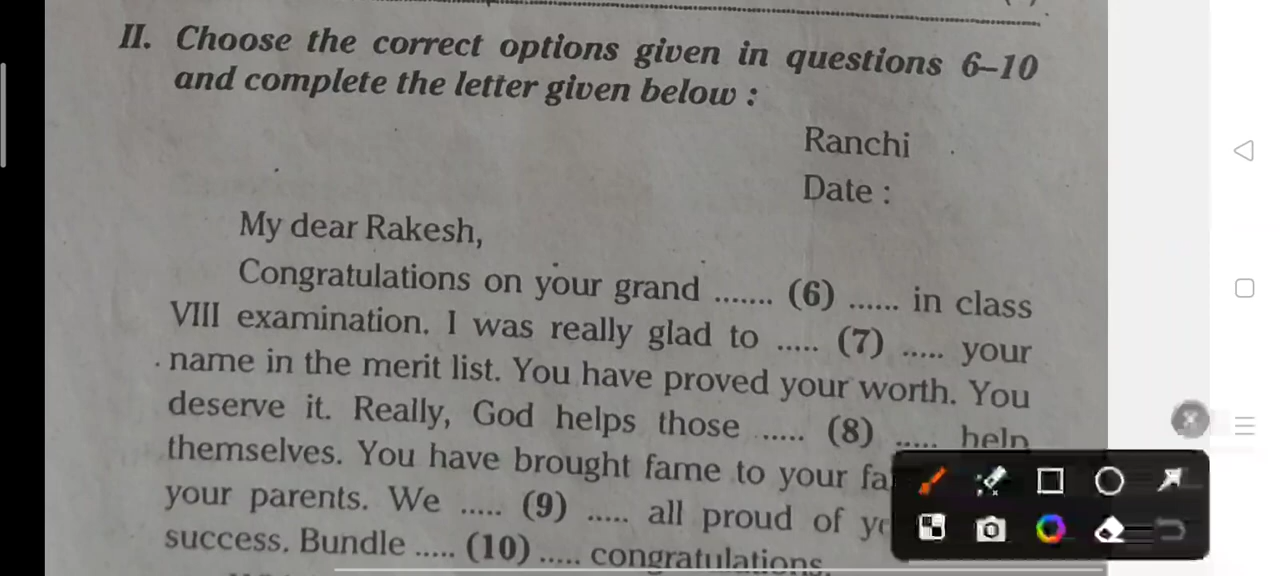 II. Choose the correct options given in questions 6–10
and complete the letter given below :
Ranchi
Date :
My dear Rakesh,
Congratulations on your grand ....... (6) ...... in class
VIII examination. I was really glad to ..... (7) ..... your
name in the merit list. You have proved your worth. You
deserve it. Really, God helps those ..... (8) ..... help
themselves. You have brought fame to your
your parents. We ..... (9) ..... all proud of
success. Bundle ..... (10) ..... congratulations.